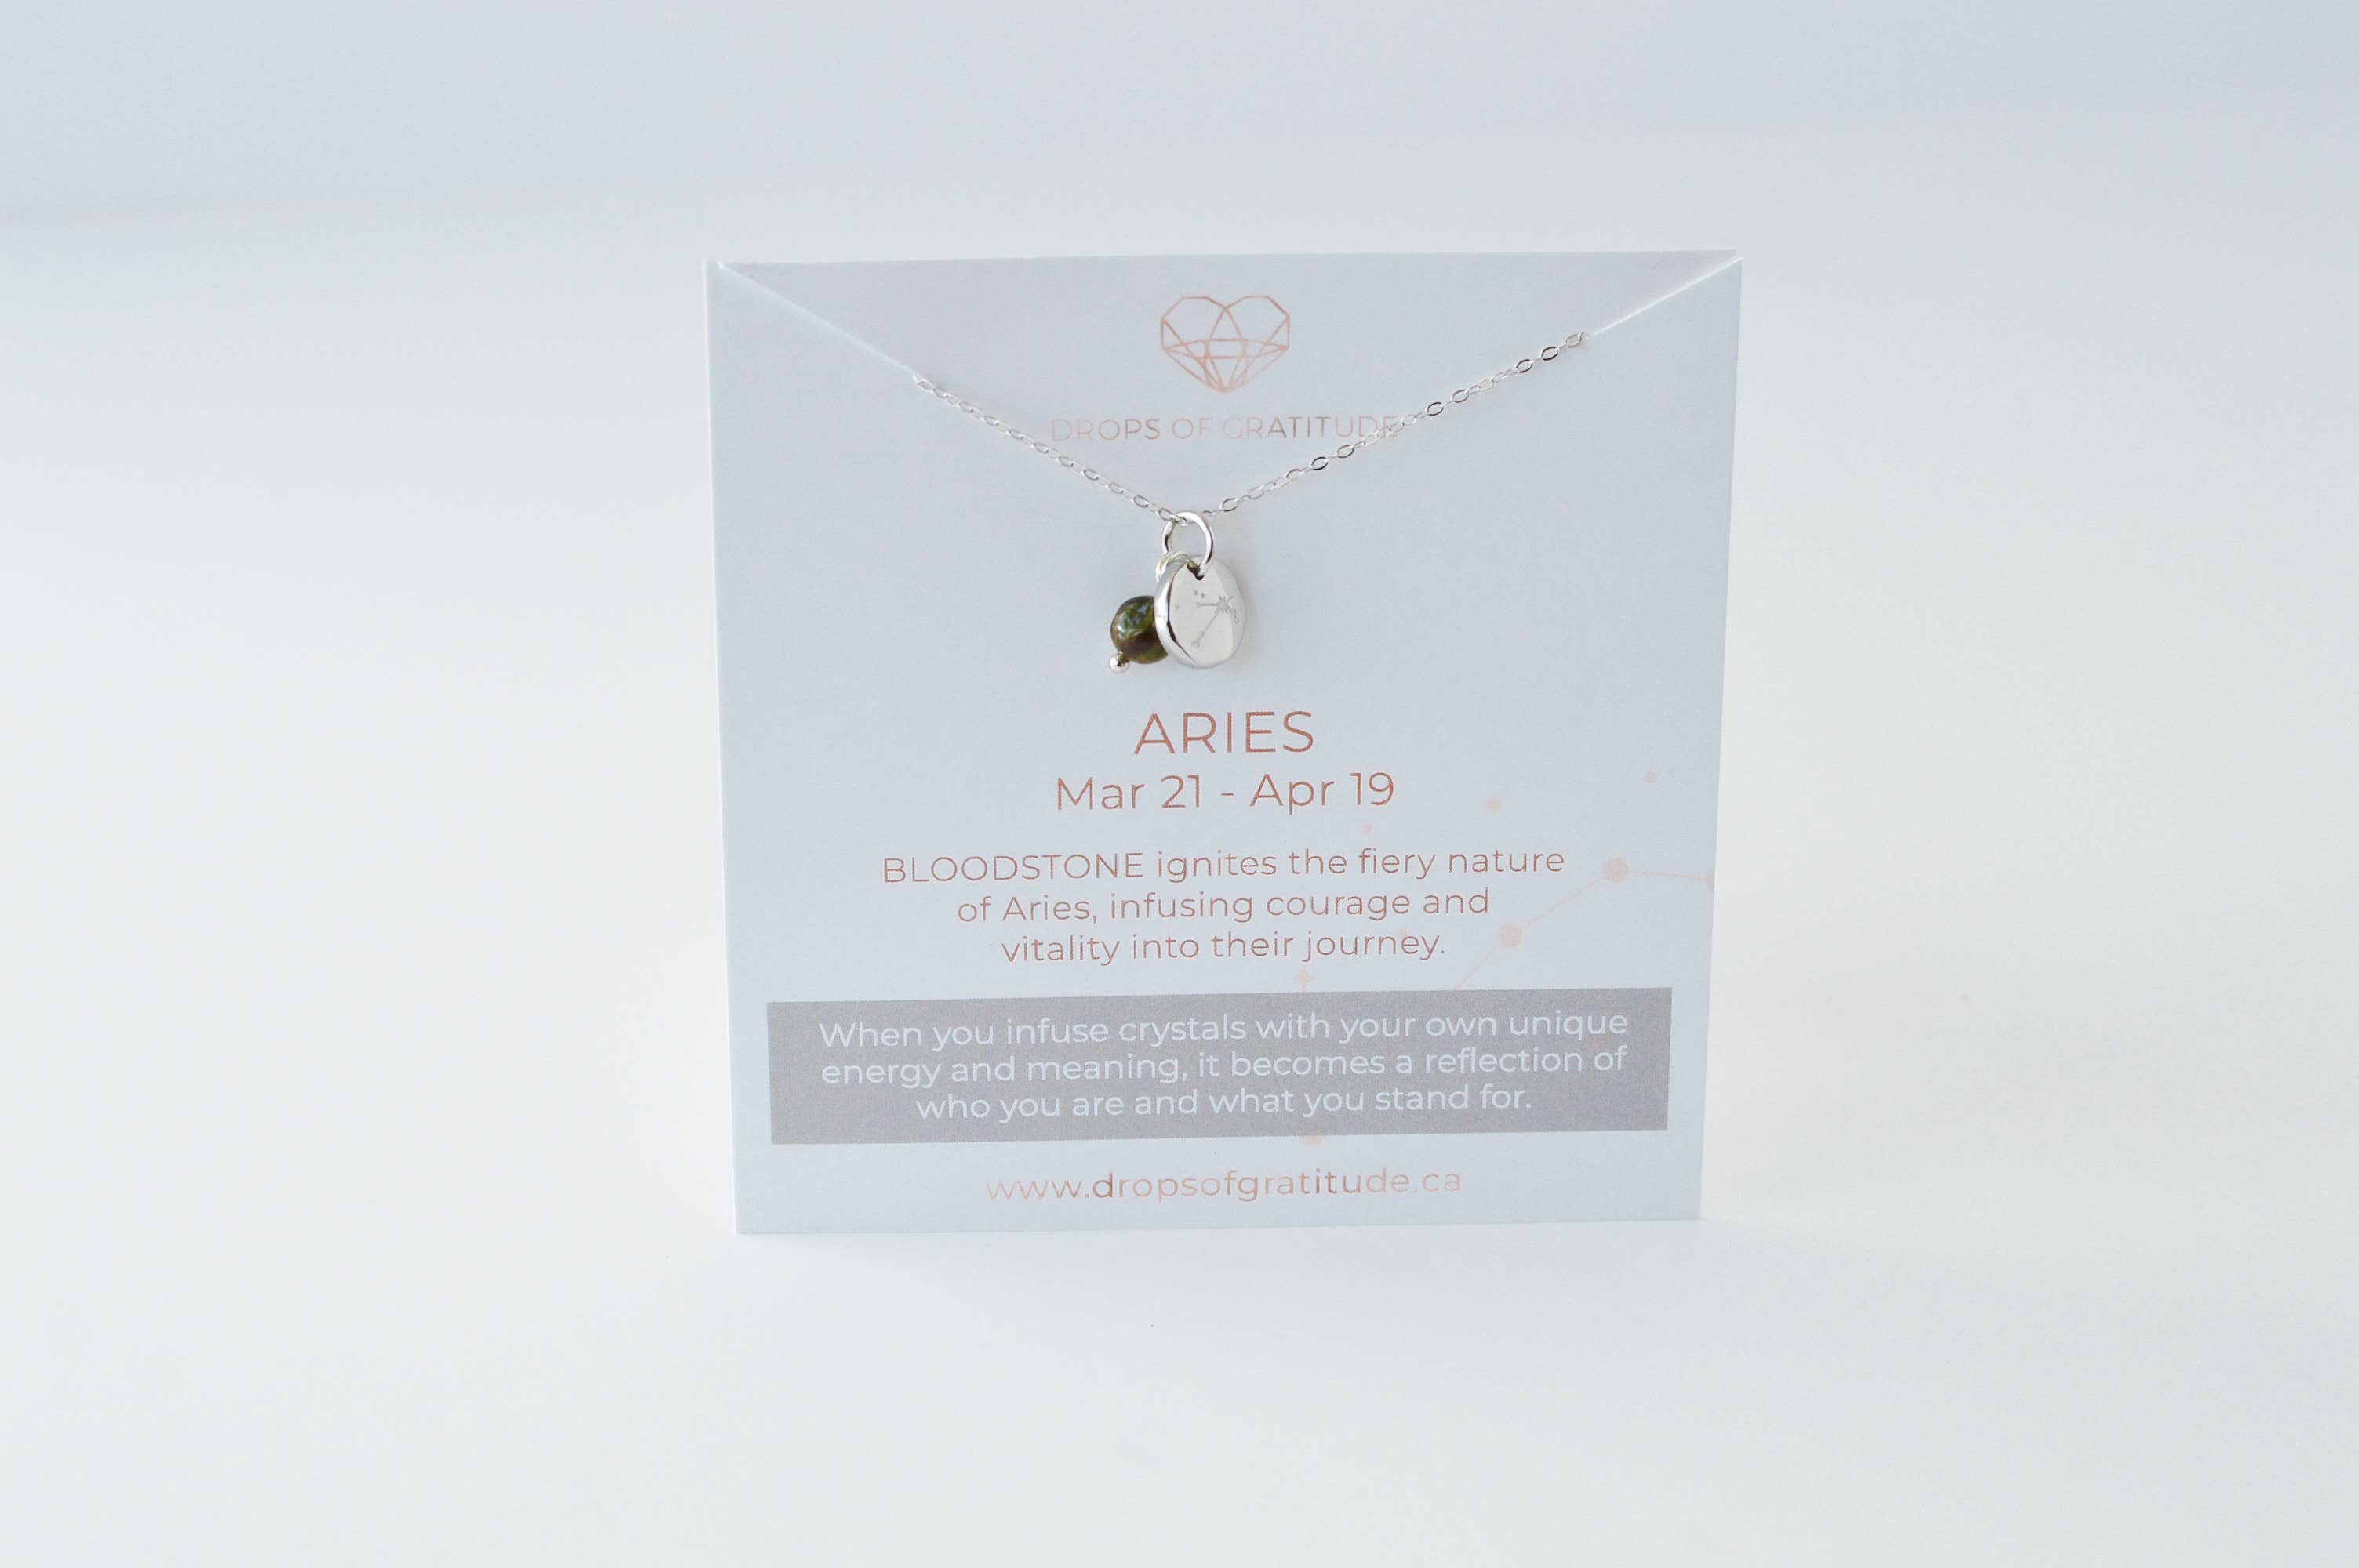 DROPS OF GRATITUDE
ARIES
Mar 21 - Apr 19
BLOODSTONE ignites the fiery nature
of Aries, infusing courage and
vitality into their journey.
When you infuse crystals with your own unique
energy and meaning, it becomes a reflection of
who you are and what you stand for.
www.dropsofgratitude.ca